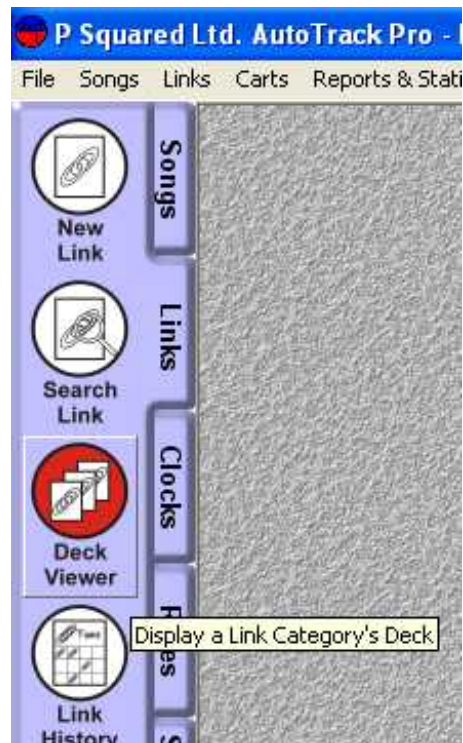 P Squared Ltd. AutoTrack Pro -
File Songs Links Carts Reports &
Songs
New
Link
Links
Search
Link
Clocks
Deck
Viewer
Display a Link Category's Deck
Link
History